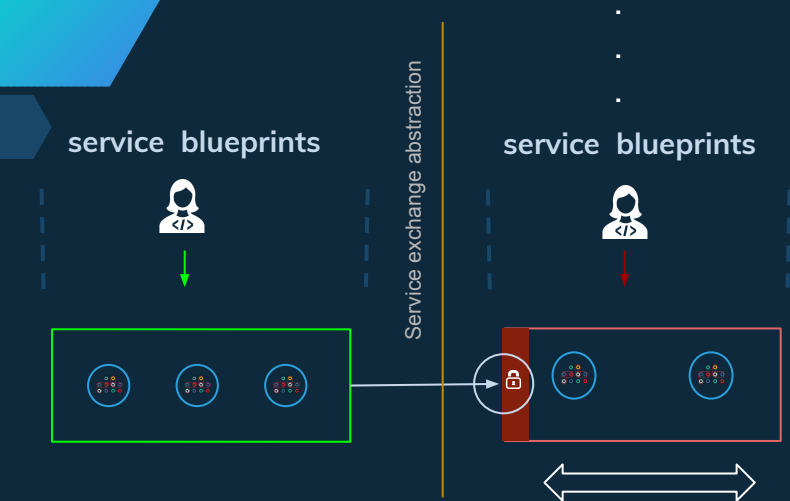 service blueprints
Service exchange abstraction
service blueprints
</>
</>